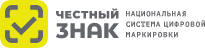 ЧЕСТНЫЙ
ЗНАК
НАЦИОНАЛЬНАЯ
СИСТЕМА ЦИФРОВОЙ
МАРКИРОВКИ